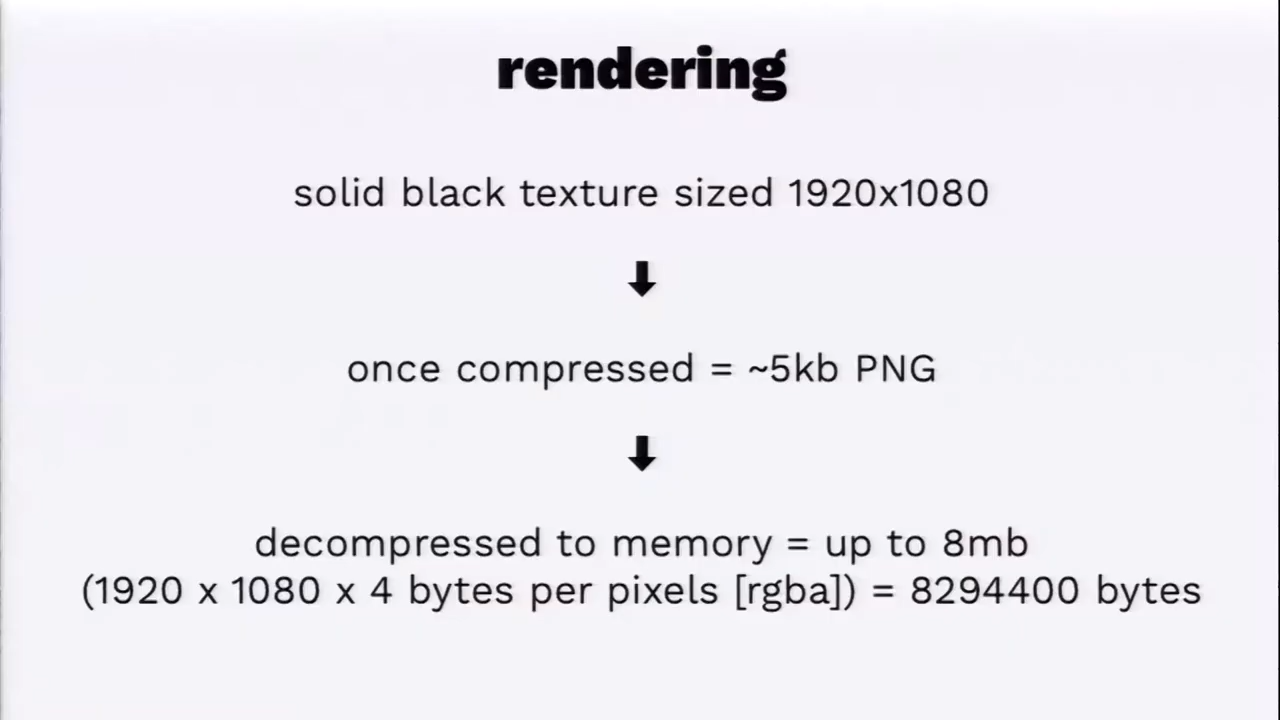 rendering
solid black texture sized 1920x1080
⬇
once compressed = ~5kb PNG
⬇
decompressed to memory = up to 8mb
(1920 x 1080 x 4 bytes per pixels [rgba]) = 8294400 bytes